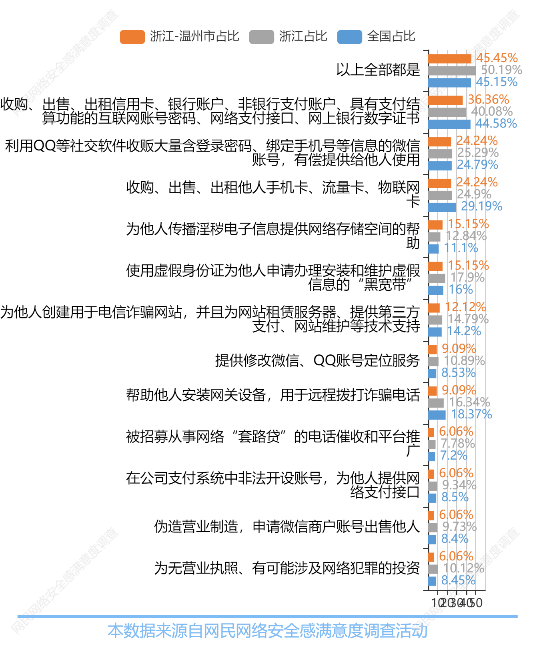 浙江-温州市占比 浙江占比 全国占比
以上全部都是
45.45%
50.19%
45.15%
收购、出售、出租信用卡、银行账户、非银行支付账户、具有支付结
算功能的互联网账号密码、网络支付接口、网上银行数字证书
36.36%
40.08%
44.58%
利用QQ等社交软件收贩大量含登录密码、绑定手机号等信息的微信
账号，有偿提供给他人使用
24.24%
25.29%
24.79%
收购、出售、出租他人手机卡、流量卡、物联网
卡
24.24%
24.9%
29.19%
为他人传播淫秽电子信息提供网络存储空间的帮
助
15.15%
12.84%
11.1%
使用虚假身份证为他人申请办理安装和维护虚假
信息的“黑宽带”
15.15%
17.9%
16%
为他人创建用于电信诈骗网站，并且为网站租赁服务器、提供第三方
支付、网站维护等技术支持
12.12%
14.79%
14.2%
提供修改微信、QQ账号定位服务
9.09%
10.89%
8.53%
帮助他人安装网关设备，用于远程拨打诈骗电话
9.09%
16.34%
18.37%
被招募从事网络“套路贷”的电话催收和平台推
广
6.06%
7.78%
7.2%
在公司支付系统中非法开设账号，为他人提供网
络支付接口
6.06%
9.34%
8.5%
伪造营业制造，申请微信商户账号出售他人
6.06%
9.73%
8.4%
为无营业执照、有可能涉及网络犯罪的投资
6.06%
10.12%
8.45%
10 20 30 40 50
本数据来源自网民网络安全感满意度调查活动